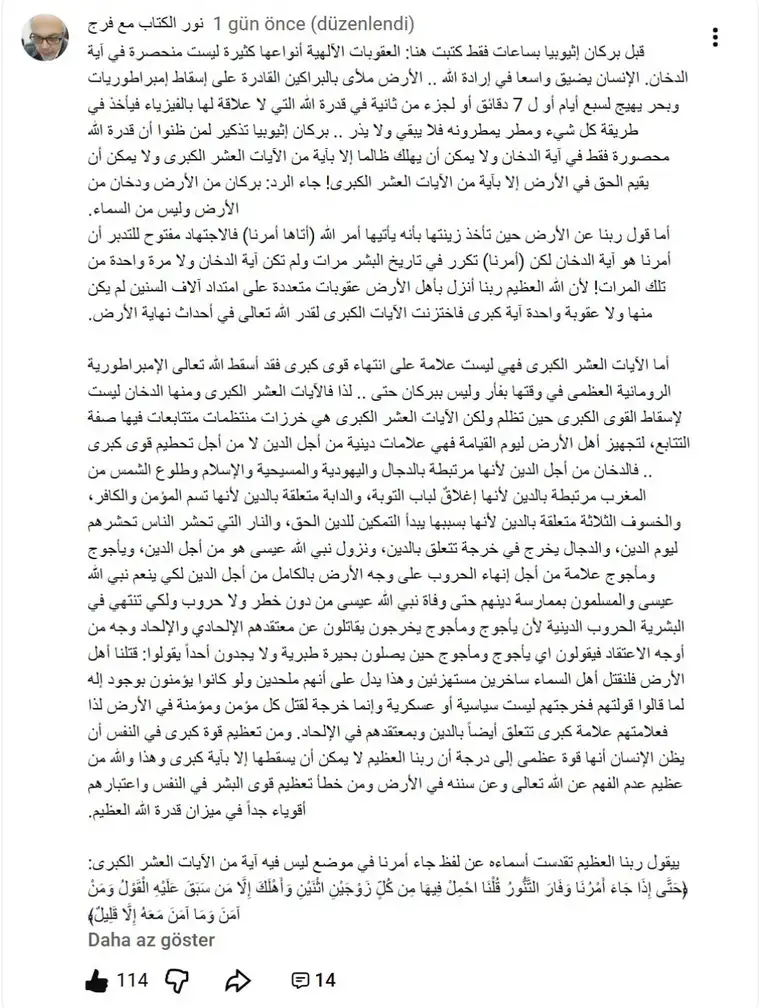 نور الكتاب مع فرج 1 gün önce (düzenlendi)
قبل بركان إثيوبيا بساعات فقط كتبت هنا: العقوبات الآلهية أنواعها كثيرة ليست منحصرة في آية
الدخان. الإنسان يضيق واسعا في إرادة الله .. الأرض ملأى بالبراكين القادرة على إسقاط إمبراطوريات
وبحر يهيج لسبع أيام أو ل 7 دقائق أو لجزء من ثانية في قدرة الله التي لا علاقة لها بالفيزياء فيأخذ في
طريقة كل شيء ومطر يمطرونه فلا يبقي ولا يذر .. بركان إثيوبيا تذكير لمن ظنوا أن قدرة الله
محصورة فقط في آية الدخان ولا يمكن أن يهلك ظالما إلا بآية من الآيات العشر الكبرى ولا يمكن أن
يقيم الحق في الأرض إلا بآية من الآيات العشر الكبرى! جاء الرد: بركان من الأرض ودخان من
الأرض وليس من السماء.
أما قول ربنا عن الأرض حين تأخذ زينتها بأنه يأتيها أمر الله (أتاها أمرنا) فالاجتهاد مفتوح للتدبر أن
أمرنا هو آية الدخان لكن (أمرنا) تكرر في تاريخ البشر مرات ولم تكن آية الدخان ولا مرة واحدة من
تلك المرات! لأن الله العظيم ربنا أنزل بأهل الأرض عقوبات متعددة على امتداد آلاف السنين لم يكن
منها ولا عقوبة واحدة آية كبرى فاختزنت الآيات الكبرى لقدر الله تعالى في أحداث نهاية الأرض.
أما الآيات العشر الكبرى فهي ليست علامة على انتهاء قوى كبرى فقد أسقط الله تعالى الإمبراطورية
الرومانية العظمى في وقتها بفأر وليس ببركان حتى .. لذا فالآيات العشر الكبرى ومنها الدخان ليست
لإسقاط القوى الكبرى حين تظلم ولكن الآيات العشر الكبرى هي خرزات منتظمات متتابعات فيها صفة
التتابع، لتجهيز أهل الأرض ليوم القيامة فهي علامات دينية من أجل الدين لا من أجل تحطيم قوى كبرى
.. فالدخان من أجل الدين لأنها مرتبطة بالدجال واليهودية والمسيحية والإسلام وطلوع الشمس من
المغرب مرتبطة بالدين لأنها إغلاقٌ لباب التوبة، والدابة متعلقة بالدين لأنها تسم المؤمن والكافر،
والخسوف الثلاثة متعلقة بالدين لأنها بسببها يبدأ التمكين للدين الحق، والنار التي تحشر الناس تحشرهم
ليوم الدين، والدجال يخرج في خرجة تتعلق بالدين، ونزول نبي الله عيسى هو من أجل الدين، ويأجوج
ومأجوج علامة من أجل إنهاء الحروب على وجه الأرض بالكامل من أجل الدين لكي ينعم نبي الله
عيسى والمسلمون بممارسة دينهم حتى وفاة نبي الله عيسى من دون خطر ولا حروب ولكي تنتهي في
البشرية الحروب الدينية لأن يأجوج ومأجوج يخرجون يقاتلون عن معتقدهم الإلحادي والإلحاد وجه من
أوجه الاعتقاد فيقولون اي يأجوج ومأجوج حين يصلون بحيرة طبرية ولا يجدون أحداً يقولوا: قتلنا أهل
الأرض فلنقتل أهل السماء ساخرين مستهزئين وهذا يدل على أنهم ملحدين ولو كانوا يؤمنون بوجود إله
لما قالوا قولتهم فخرجتهم ليست سياسية أو عسكرية وإنما خرجة لقتل كل مؤمن ومؤمنة في الأرض لذا
فعلامتهم علامة كبرى تتعلق أيضاً بالدين وبمعتقدهم في الإلحاد. ومن تعظيم قوة كبرى في النفس أن
يظن الإنسان أنها قوة عظمى إلى درجة أن ربنا العظيم لا يمكن أن يسقطها إلا بآية كبرى وهذا والله من
عظيم عدم الفهم عن الله تعالى وعن سننه في الأرض ومن خطأ تعظيم قوى البشر في النفس واعتبارهم
أقوياء جداً في ميزان قدرة الله العظيم.
ييقول ربنا العظيم تقدست أسماءه عن لفظ جاء أمرنا في موضع ليس فيه آية من الآيات العشر الكبرى:
﴿حَتَّى إِذَا جَاءَ أَمْرُنَا وَفَارَ التَّنُّورُ قُلْنَا احْمِلْ فِيهَا مِن كُلٍّ زَوْجَيْنِ اثْنَيْنِ وَأَهْلَكَ إِلَّا مَن سَبَقَ عَلَيْهِ الْقَوْلُ وَمَنْ
آمَنَ وَمَا آمَنَ مَعَهُ إِلَّا قَلِيلٌ﴾
Daha az göster
114 14